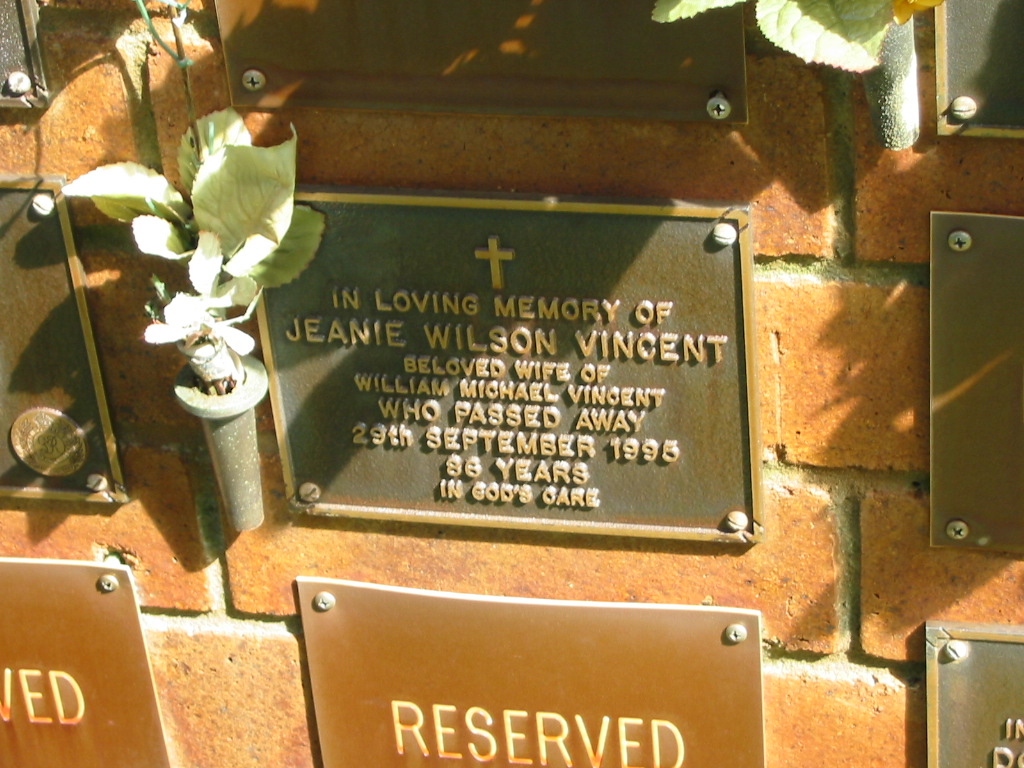 IN LOVING MEMORY OF
JEANIE WILSON VINCENT
BELOVED WIFE OF
WILLIAM MICHAEL VINCENT
WHO PASSED AWAY
29th SEPTEMBER 1995
86 YEARS
IN GOD'S CARE
VED
RESERVED
IN